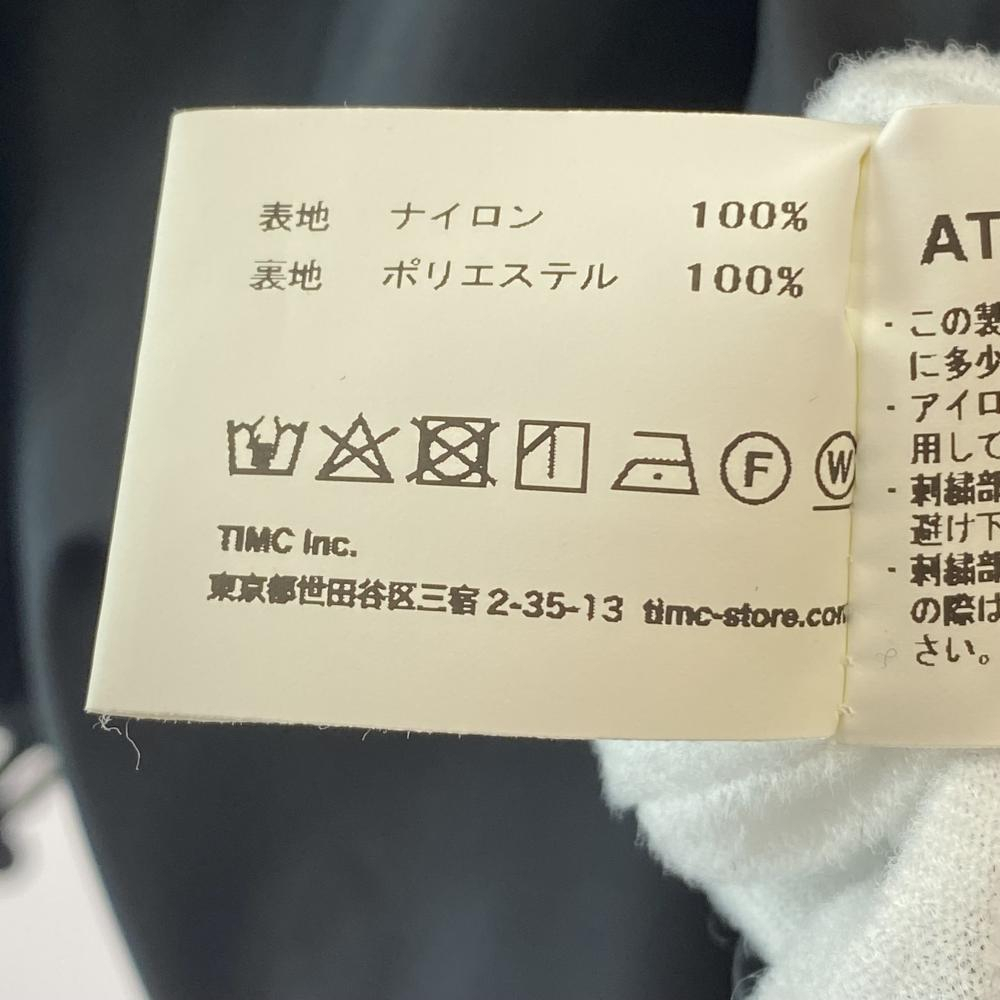 表地 ナイロン 100%
裏地 ポリエステル 100%
F
W
TIMC Inc.
東京都世田谷区三宿 2-35-13 timc-store.com
AT
・この製
に多少
・アイロ
用して
・刺繍部
避け下
・刺繍部
の際は
さい。